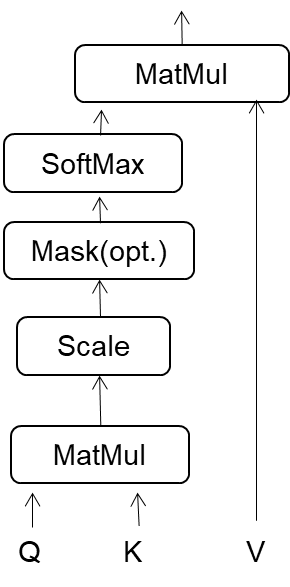 MatMul
SoftMax
Mask(opt.)
Scale
MatMul
Q K V